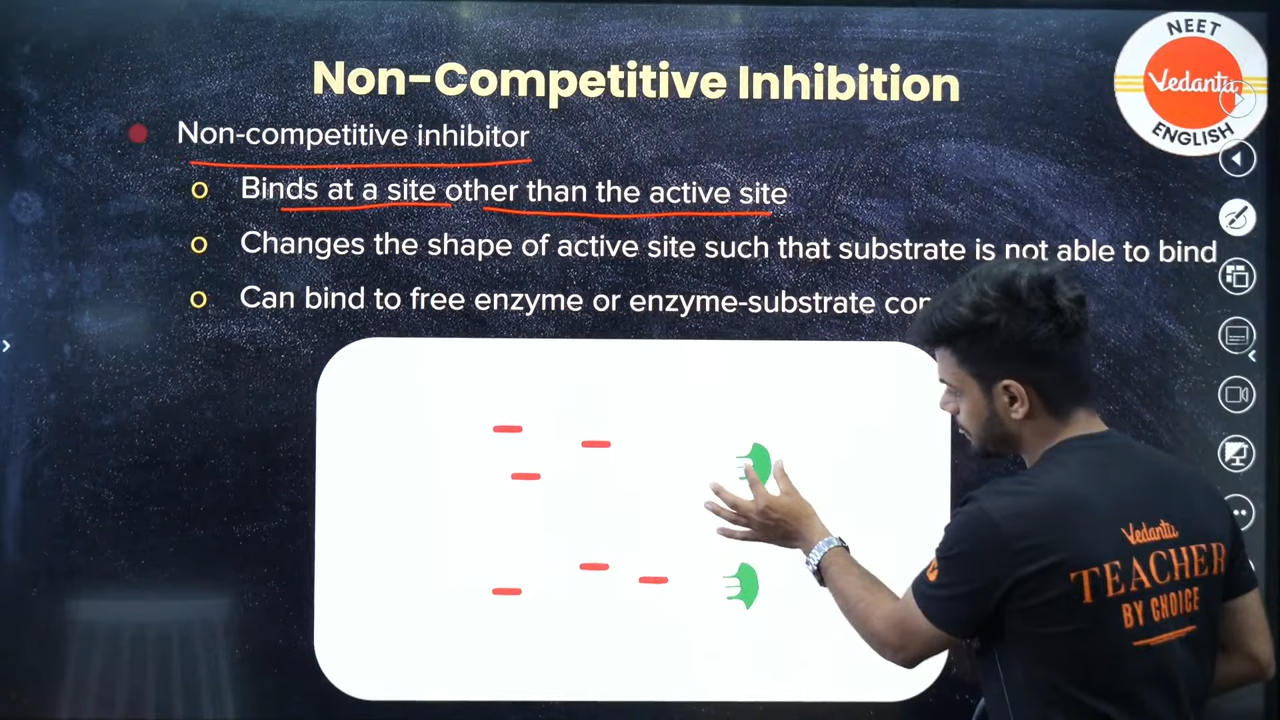 NEET
Vedantu
ENGLISH
Non-Competitive Inhibition
Non-competitive inhibitor
o Binds at a site other than the active site
o Changes the shape of active site such that substrate is not able to bind
o Can bind to free enzyme or enzyme-substrate
Vedantu
TEACHER
BY CHOICE